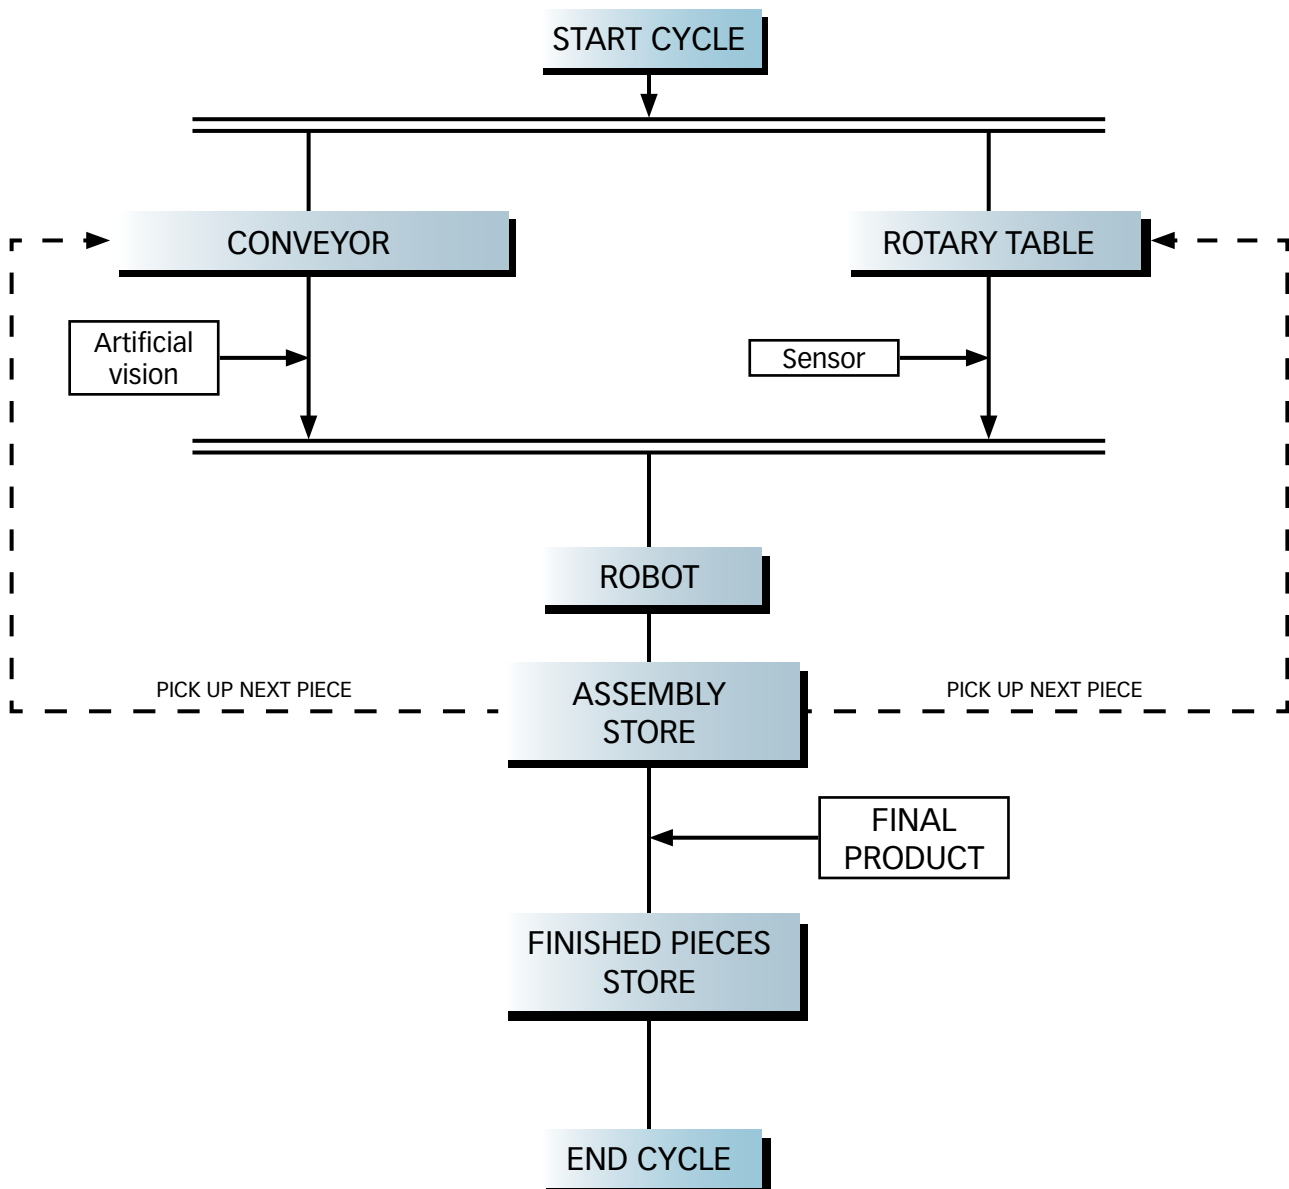 START CYCLE
CONVEYOR
ROTARY TABLE
Artificial
vision
Sensor
ROBOT
ASSEMBLY
STORE
PICK UP NEXT PIECE
PICK UP NEXT PIECE
FINAL
PRODUCT
FINISHED PIECES
STORE
END CYCLE